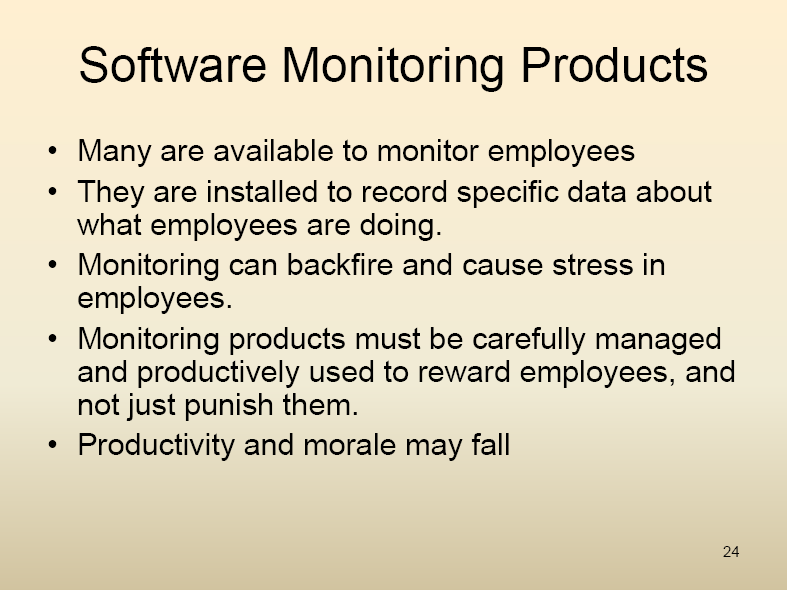 Software Monitoring Products
• Many are available to monitor employees
• They are installed to record specific data about
what employees are doing.
• Monitoring can backfire and cause stress in
employees.
• Monitoring products must be carefully managed
and productively used to reward employees, and
not just punish them.
• Productivity and morale may fall
24